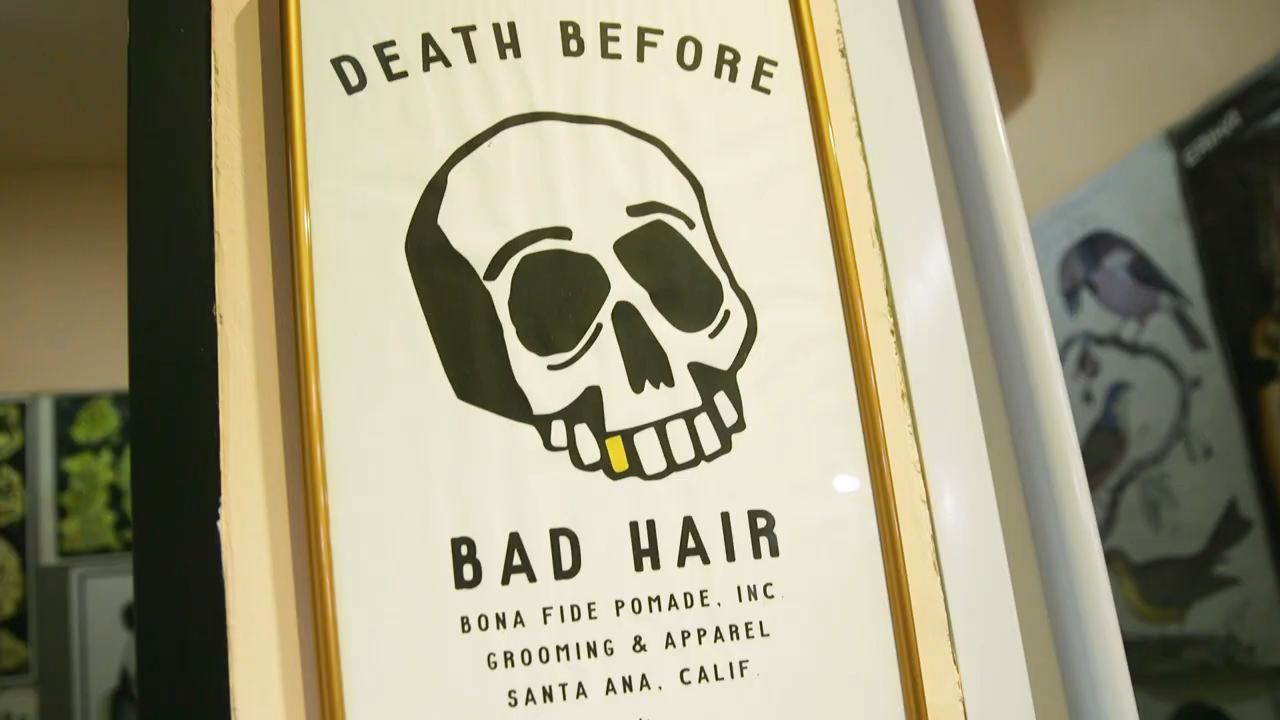 DEATH BEFORE
BAD HAIR
BONA FIDE POMADE, INC.
GROOMING & APPAREL
SANTA ANA, CALIF.